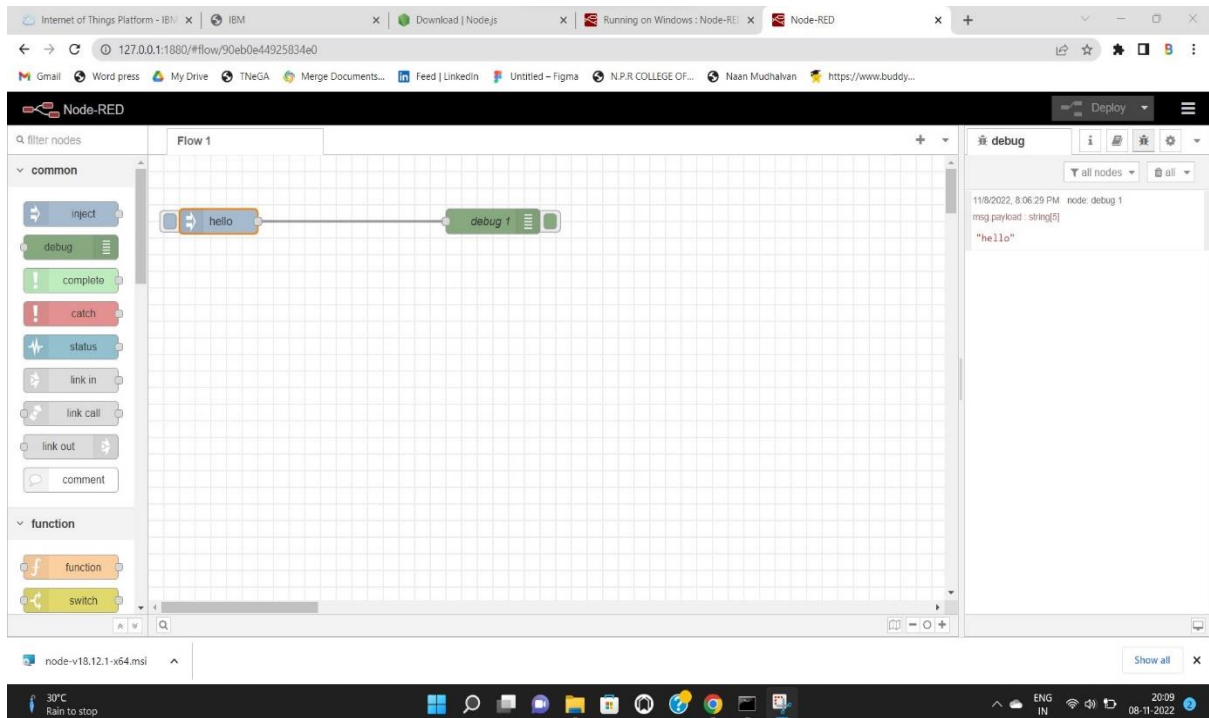 Internet of Things Platform - IBM
IBM
Download | Node.js
Running on Windows : Node-RE
Node-RED
127.0.0.1:1880/#flow/90eb0e44925834e0
Gmail
Word press
My Drive
TNeGA
Merge Documents...
Feed | LinkedIn
Untitled – Figma
N.P.R COLLEGE OF...
Naan Mudhalvan
https://www.buddy...
B
Node-RED
Deploy
filter nodes
Flow 1
debug
i
all nodes
all
common
inject
debug
complete
catch
status
link in
link call
link out
comment
function
function
switch
hello
debug 1
11/8/2022, 8:06:29 PM node: debug 1
msg.payload : string[5]
"hello"
node-v18.12.1-x64.msi
Show all
30°C
Rain to stop
ENG
IN
20:09
08-11-2022
2